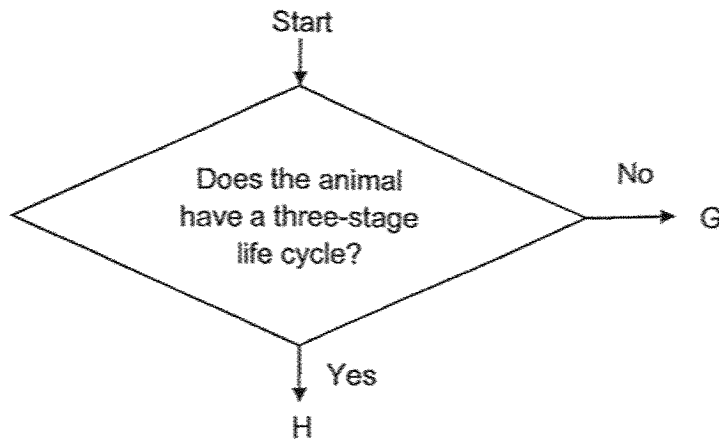 Start
Does the animal
have a three-stage
life cycle?
No
G
Yes
H